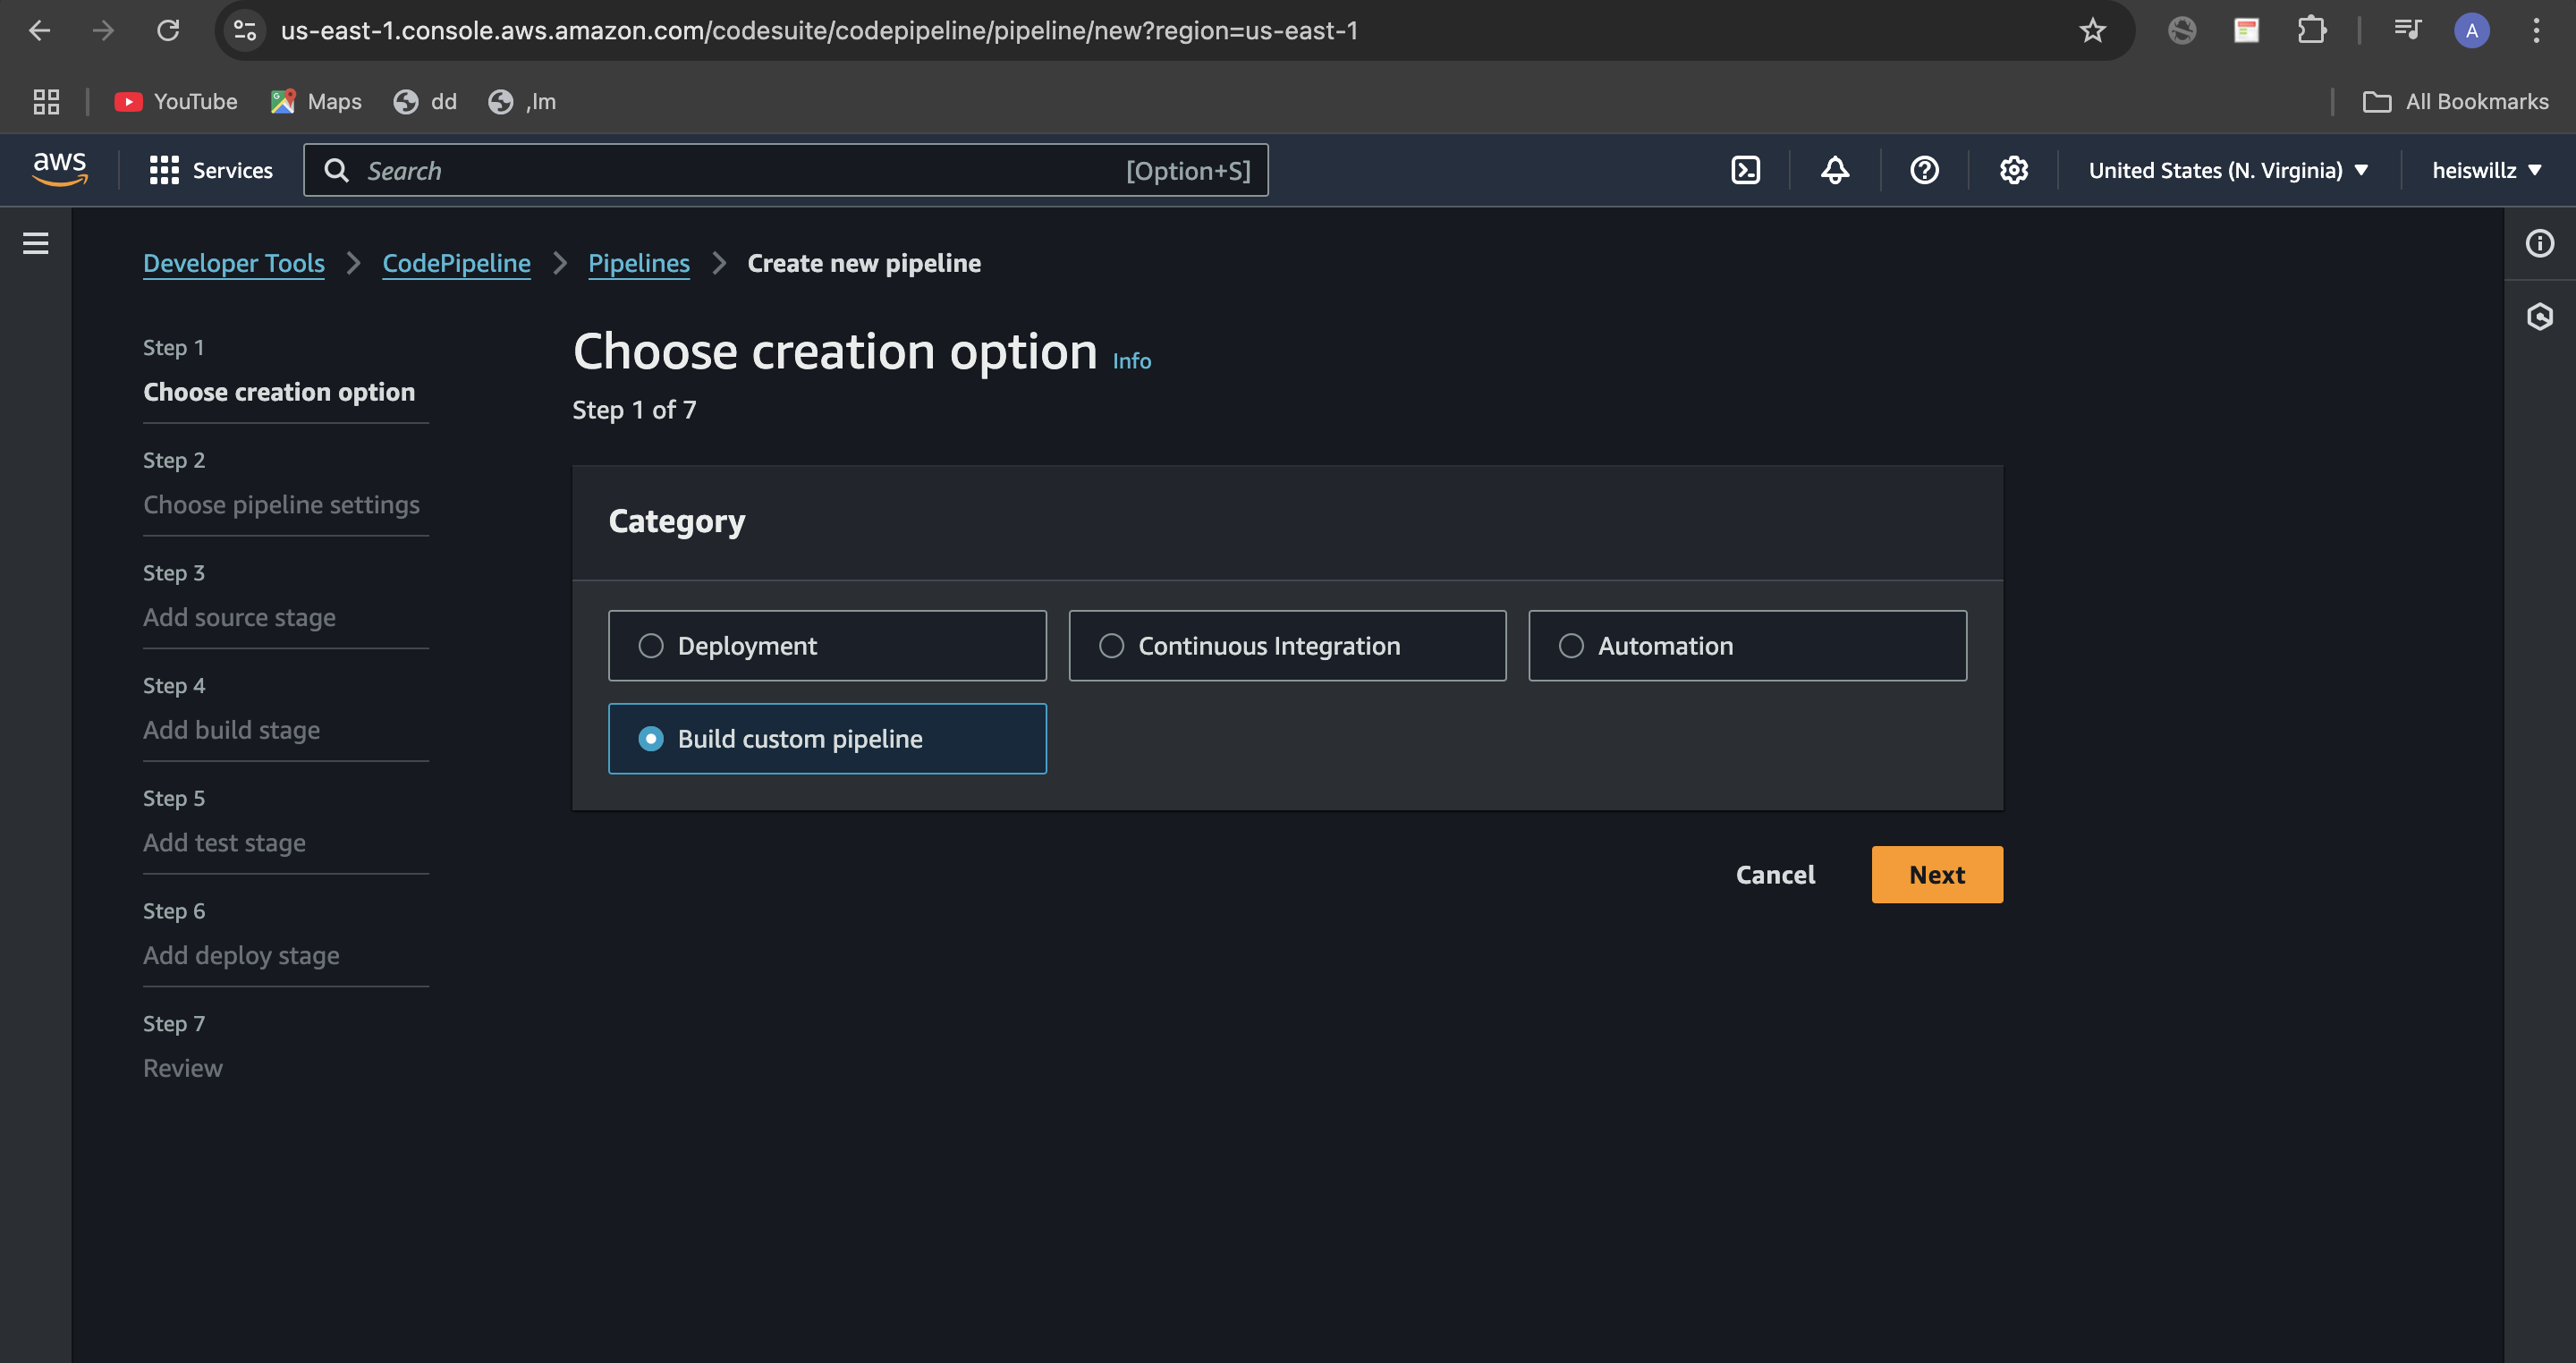 us-east-1.console.aws.amazon.com/codesuite/codepipeline/pipeline/new?region=us-east-1
A
YouTube
Maps
dd
,lm
All Bookmarks
aws
Services
Search
[Option+S]
United States (N. Virginia)
heiswillz
Developer Tools
CodePipeline
Pipelines
Create new pipeline
Step 1
Choose creation option
Step 2
Choose pipeline settings
Step 3
Add source stage
Step 4
Add build stage
Step 5
Add test stage
Step 6
Add deploy stage
Step 7
Review
Choose creation option Info
Step 1 of 7
Category
Deployment
Continuous Integration
Automation
Build custom pipeline
Cancel
Next